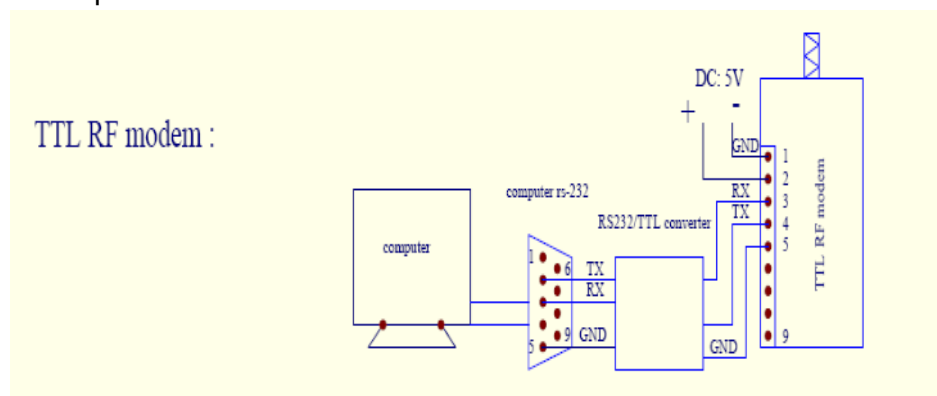 DC: 5V
+ -
TTL RF modem :
GND
1
2
computer rs-232
RX
3
RS232/TTL converter
TX
4
computer
5
1
6
TX
RX
TTL RF modem
9
GND
5
GND
9